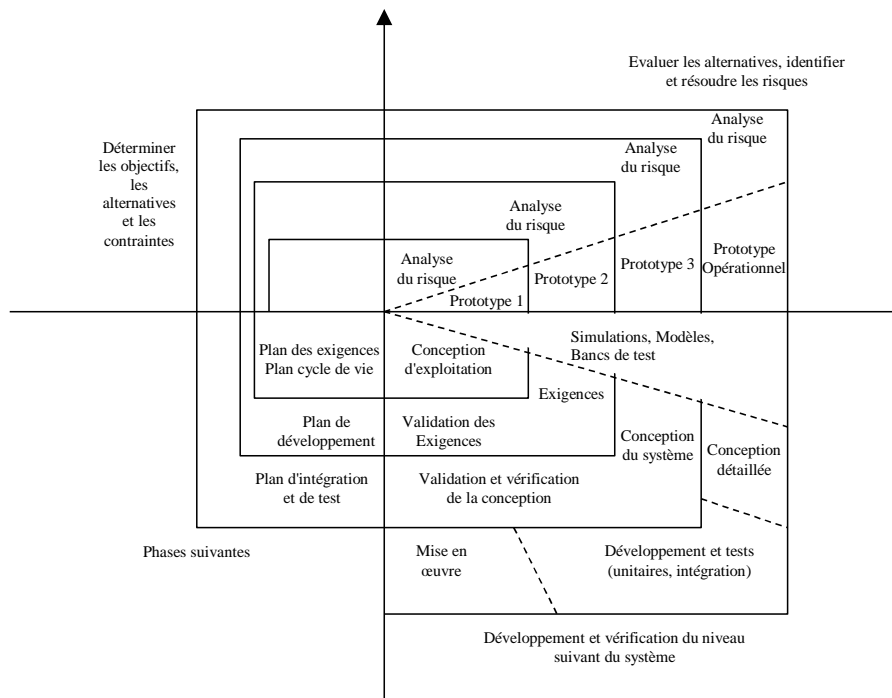 Evaluer les alternatives, identifier
et résoudre les risques
Déterminer
les objectifs,
les
alternatives
et les
contraintes
Analyse
du risque
Analyse
du risque
Analyse
du risque
Analyse
du risque
Prototype 1
Prototype 2
Prototype 3
Prototype
Opérationnel
Simulations, Modèles,
Bancs de test
Plan des exigences
Plan cycle de vie
Conception
d'exploitation
Exigences
Plan de
développement
Validation des
Exigences
Conception
du système
Conception
détaillée
Plan d'intégration
et de test
Validation et vérification
de la conception
Phases suivantes
Mise en
œuvre
Développement et tests
(unitaires, intégration)
Développement et vérification du niveau
suivant du système